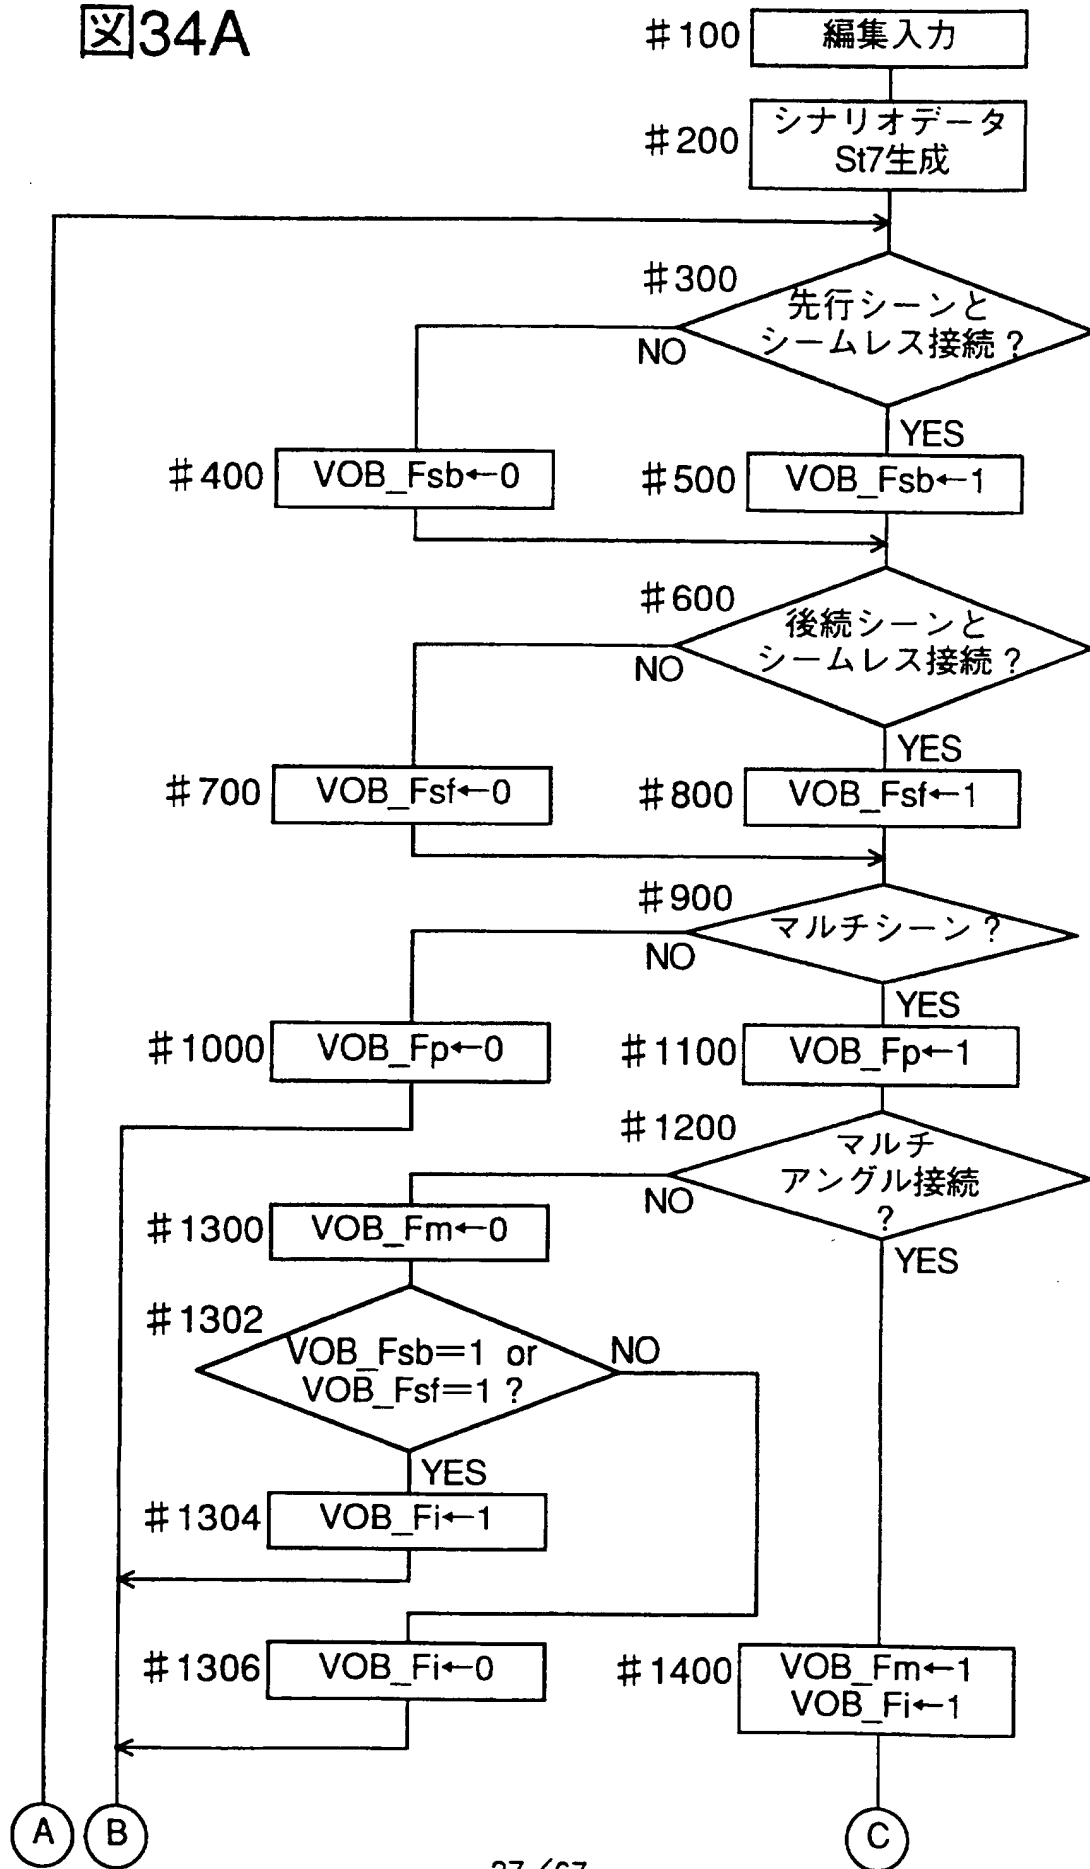 図34A
#100
編集入力
#200
シナリオデータ
St7生成
#300
先行シーンと
シームレス接続?
NO
YES
#400
VOB_Fsb←0
#500
VOB_Fsb←1
#600
後続シーンと
シームレス接続?
NO
YES
#700
VOB_Fsf←0
#800
VOB_Fsf←1
#900
マルチシーン?
NO
YES
#1000
VOB_Fp←0
#1100
VOB_Fp←1
#1200
マルチ
アングル接続
?
NO
YES
#1300
VOB_Fm←0
#1302
VOB_Fsb=1 or
VOB_Fsf=1?
NO
YES
#1304
VOB_Fi←1
#1306
VOB_Fi←0
#1400
VOB_Fm←1
VOB_Fi←1
A
B
C
37/67